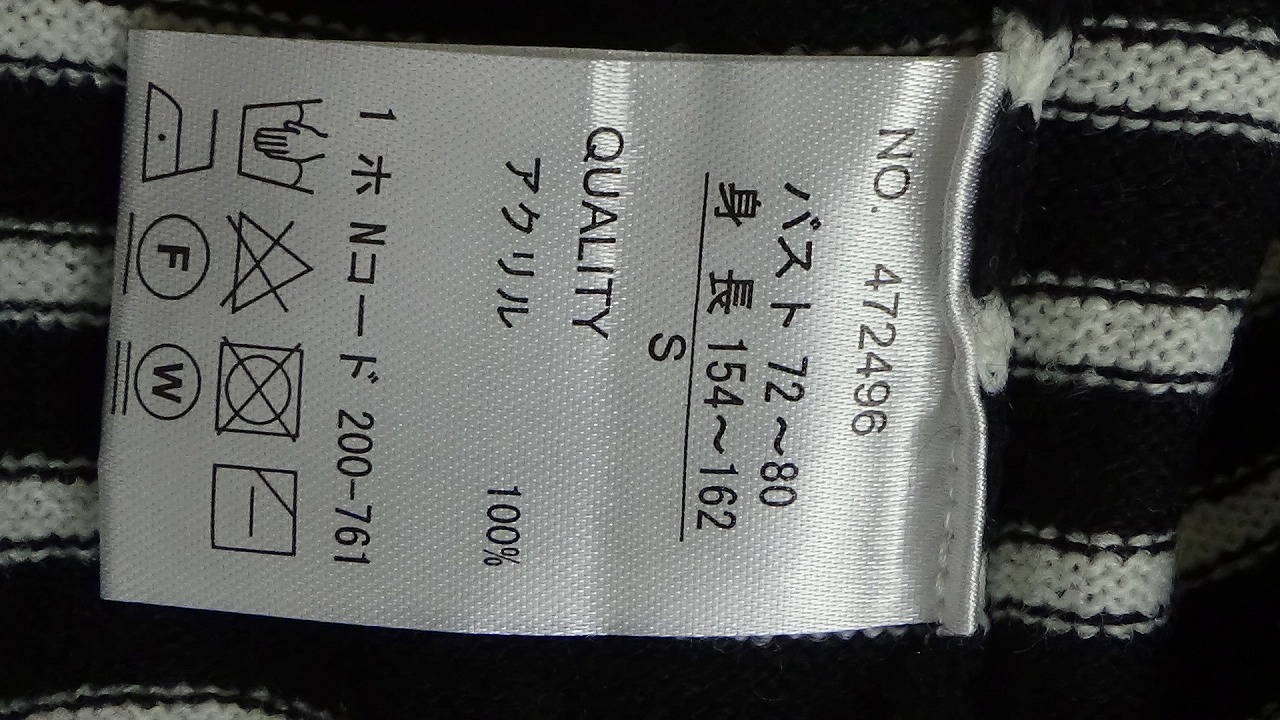 NO. 472496
バスト 72～80
身 長 154～162
S
QUALITY
アクリル 100%
1 ホ Nコード 200-761
F W